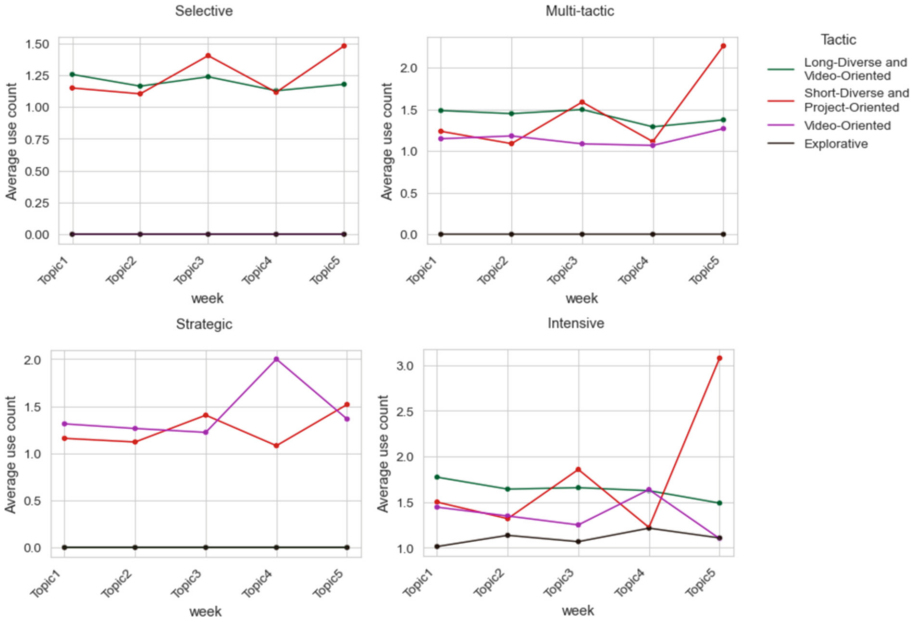 Selective
Average use count
1.50
1.25
1.00
0.75
0.50
0.25
0.00
Topic1
Topic2
Topic3
Topic4
Topic5
week
Multi-tactic
Average use count
2.0
1.5
1.0
0.5
0.0
Topic1
Topic2
Topic3
Topic4
Topic5
week
Tactic
Long-Diverse and
Video-Oriented
Short-Diverse and
Project-Oriented
Video-Oriented
Explorative
Strategic
Average use count
2.0
1.5
1.0
0.5
0.0
Topic1
Topic2
Topic3
Topic4
Topic5
week
Intensive
Average use count
3.0
2.5
2.0
1.5
1.0
Topic1
Topic2
Topic3
Topic4
Topic5
week